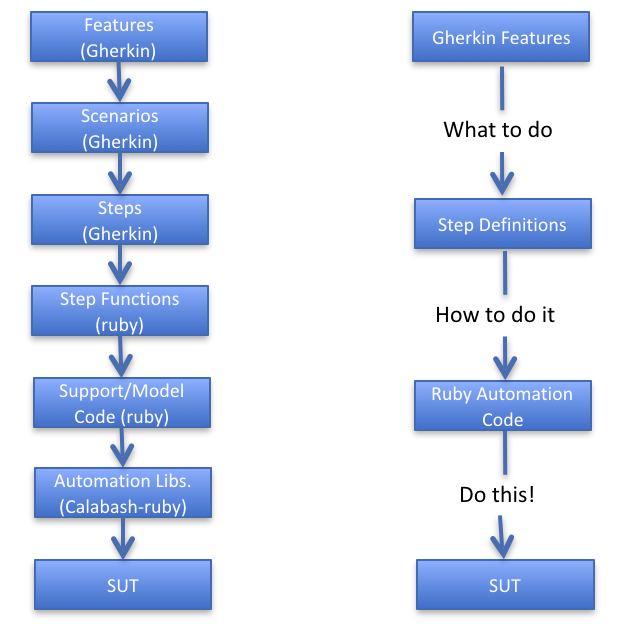 Features
(Gherkin)
Scenarios
(Gherkin)
Steps
(Gherkin)
Step Functions
(ruby)
Support/Model
Code (ruby)
Automation Libs.
(Calabash-ruby)
SUT
Gherkin Features
What to do
Step Definitions
How to do it
Ruby Automation
Code
Do this!
SUT